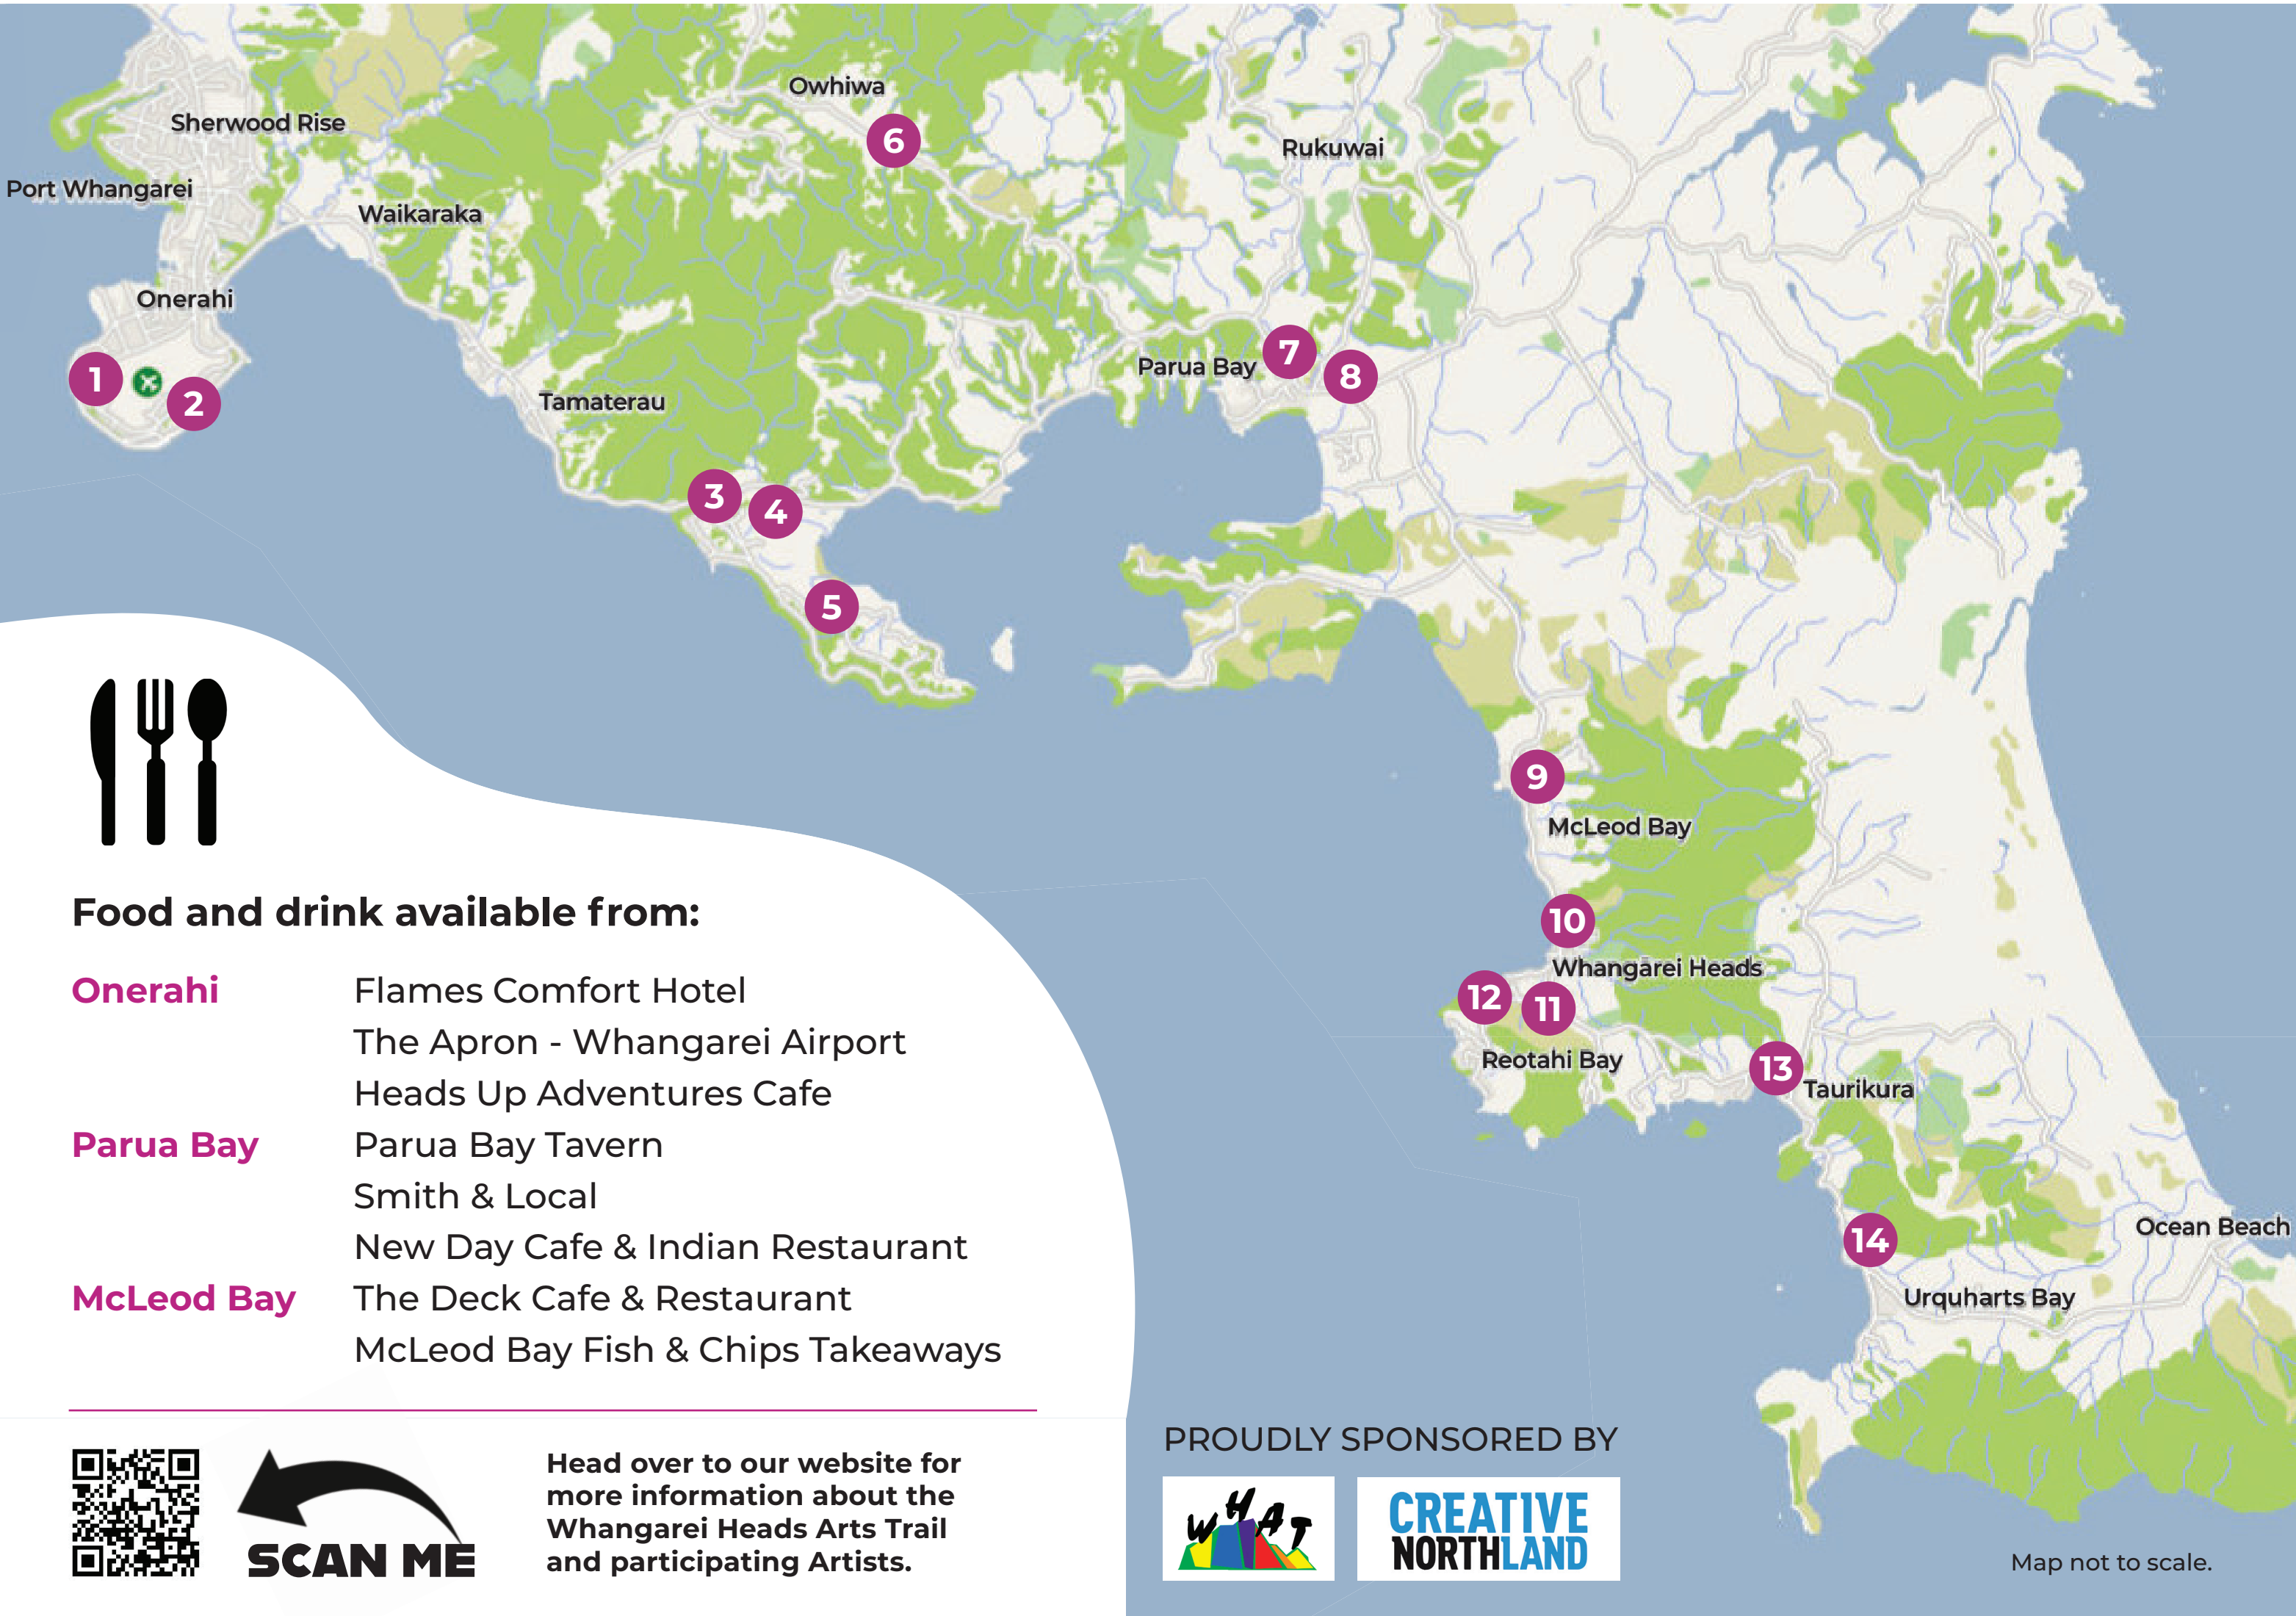 Owhiwa
Sherwood Rise
6
Rukuwai
Port Whangarei
Waikaraka
Onerahi
1
2
7
Parua Bay
8
Tamaterau
3
4
5
9
McLeod Bay
10
Whangarei Heads
12
11
Reotahi Bay
13
Taurikura
14
Ocean Beach
Urquharts Bay
Food and drink available from:
Onerahi Flames Comfort Hotel
The Apron - Whangarei Airport
Heads Up Adventures Cafe
Parua Bay Parua Bay Tavern
Smith & Local
New Day Cafe & Indian Restaurant
McLeod Bay The Deck Cafe & Restaurant
McLeod Bay Fish & Chips Takeaways
SCAN ME
Head over to our website for
more information about the
Whangarei Heads Arts Trail
and participating Artists.
PROUDLY SPONSORED BY
WHAT
CREATIVE
NORTHLAND
Map not to scale.